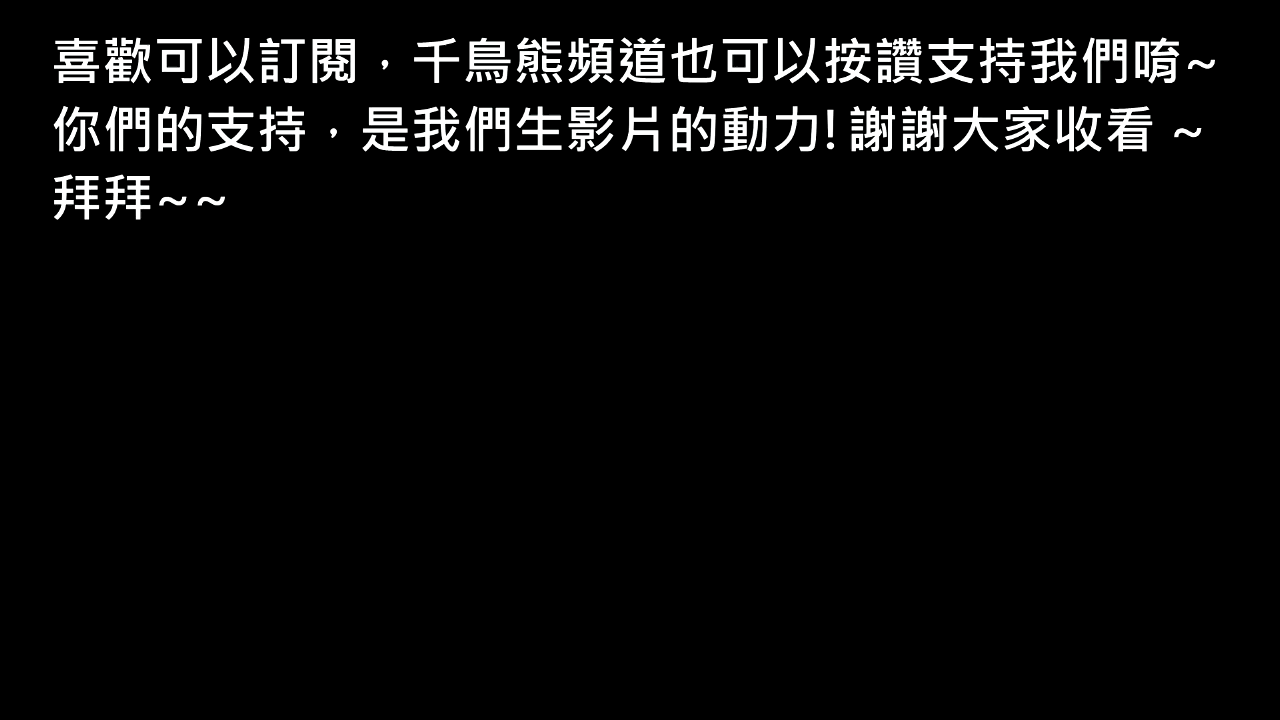 喜歡可以訂閱，千鳥熊頻道也可以按讚支持我們唷~
你們的支持，是我們生影片的動力! 謝謝大家收看 ~
拜拜~~